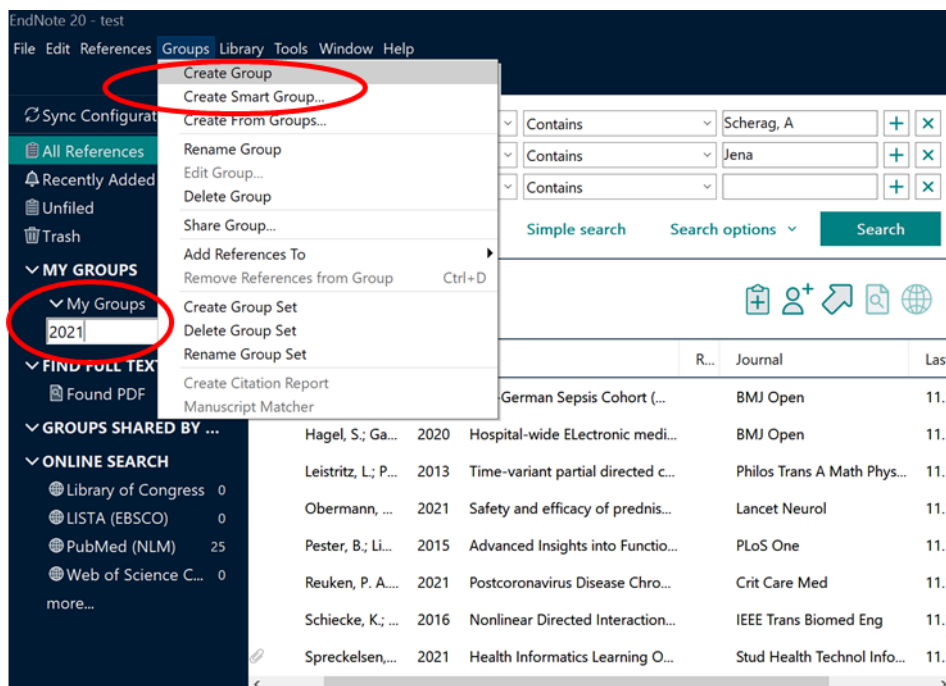 EndNote 20 - test
File Edit References Groups Library Tools Window Help
Create Group
Create Smart Group...
Create From Groups...
Rename Group
Edit Group...
Delete Group
Share Group...
Add References To
Remove References from Group Ctrl+D
Create Group Set
Delete Group Set
Rename Group Set
Create Citation Report
Manuscript Matcher
Sync Configurat
All References
Recently Added
Unfiled
Trash
MY GROUPS
My Groups
2021
FIND FULL TEXT
Found PDF
GROUPS SHARED BY ...
ONLINE SEARCH
Library of Congress 0
LISTA (EBSCO) 0
PubMed (NLM) 25
Web of Science C... 0
more...
Contains Scherag, A
Contains Jena
Contains
Simple search Search options Search
R... Journal Las
-German Sepsis Cohort (... BMJ Open 11.
Hagel, S.; Ga... 2020 Hospital-wide ELectronic medi... BMJ Open 11.
Leistritz, L.; P... 2013 Time-variant partial directed c... Philos Trans A Math Phys... 11.
Obermann, ... 2021 Safety and efficacy of prednis... Lancet Neurol 11.
Pester, B.; Li... 2015 Advanced Insights into Functio... PLoS One 11.
Reuken, P. A.... 2021 Postcoronavirus Disease Chro... Crit Care Med 11.
Schiecke, K.; ... 2016 Nonlinear Directed Interaction... IEEE Trans Biomed Eng 11.
Spreckelsen,... 2021 Health Informatics Learning O... Stud Health Technol Info... 11.